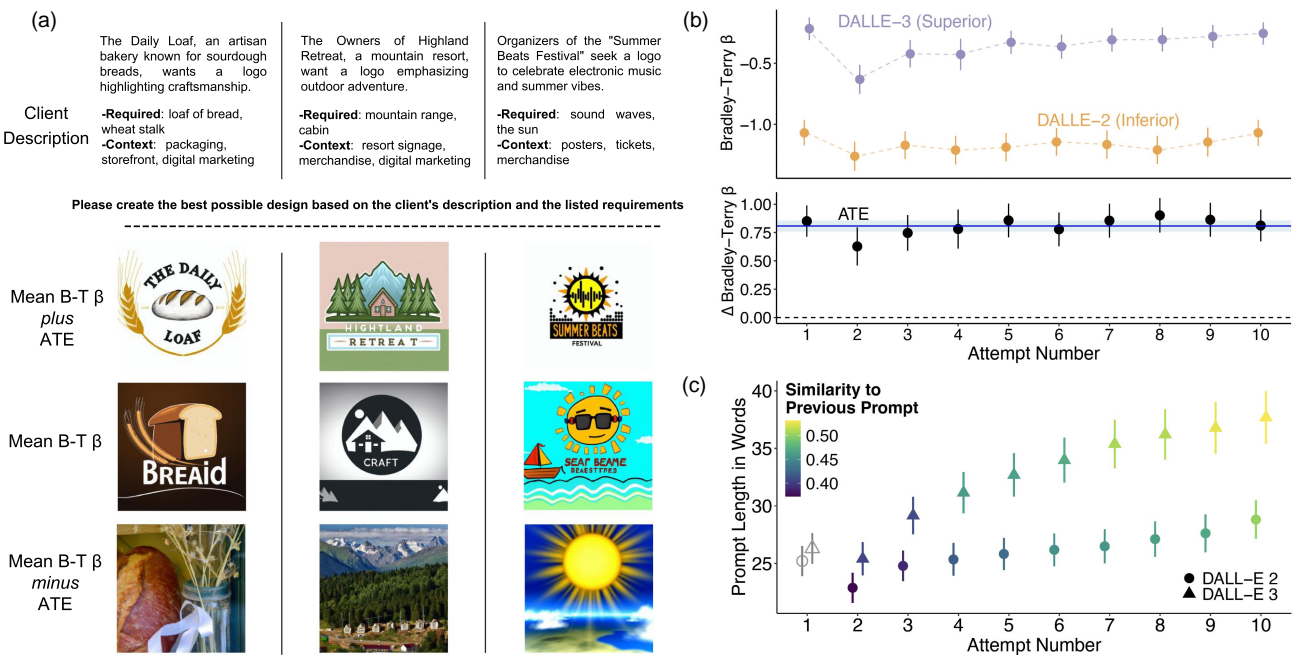 (a)
Client
Description
The Daily Loaf, an artisan
bakery known for sourdough
breads, wants a logo
highlighting craftsmanship.
-Required: loaf of bread,
wheat stalk
-Context: packaging,
storefront, digital marketing
The Owners of Highland
Retreat, a mountain resort,
want a logo emphasizing
outdoor adventure.
-Required: mountain range,
cabin
-Context: resort signage,
merchandise, digital marketing
Organizers of the "Summer
Beats Festival" seek a logo
to celebrate electronic music
and summer vibes.
-Required: sound waves,
the sun
-Context: posters, tickets,
merchandise
Please create the best possible design based on the client's description and the listed requirements
Mean B-T β
plus
ATE
THE DAILY
LOAF
HIGHTLAND
RETREAT
SUMMER BEATS
FESTIVAL
Mean B-T β
BREAid
CRAFT
SEAF BEAME
Mean B-T β
minus
ATE
(b)
Bradley−Terry β
−0.5
−1.0
DALLE−3 (Superior)
DALLE−2 (Inferior)
Δ Bradley−Terry β
1.00
0.75
0.50
0.25
0.00
ATE
1 2 3 4 5 6 7 8 9 10
Attempt Number
(c)
Prompt Length in Words
40
35
30
25
Similarity to
Previous Prompt
0.50
0.45
0.40
DALL−E 2
DALL−E 3
1 2 3 4 5 6 7 8 9 10
Attempt Number